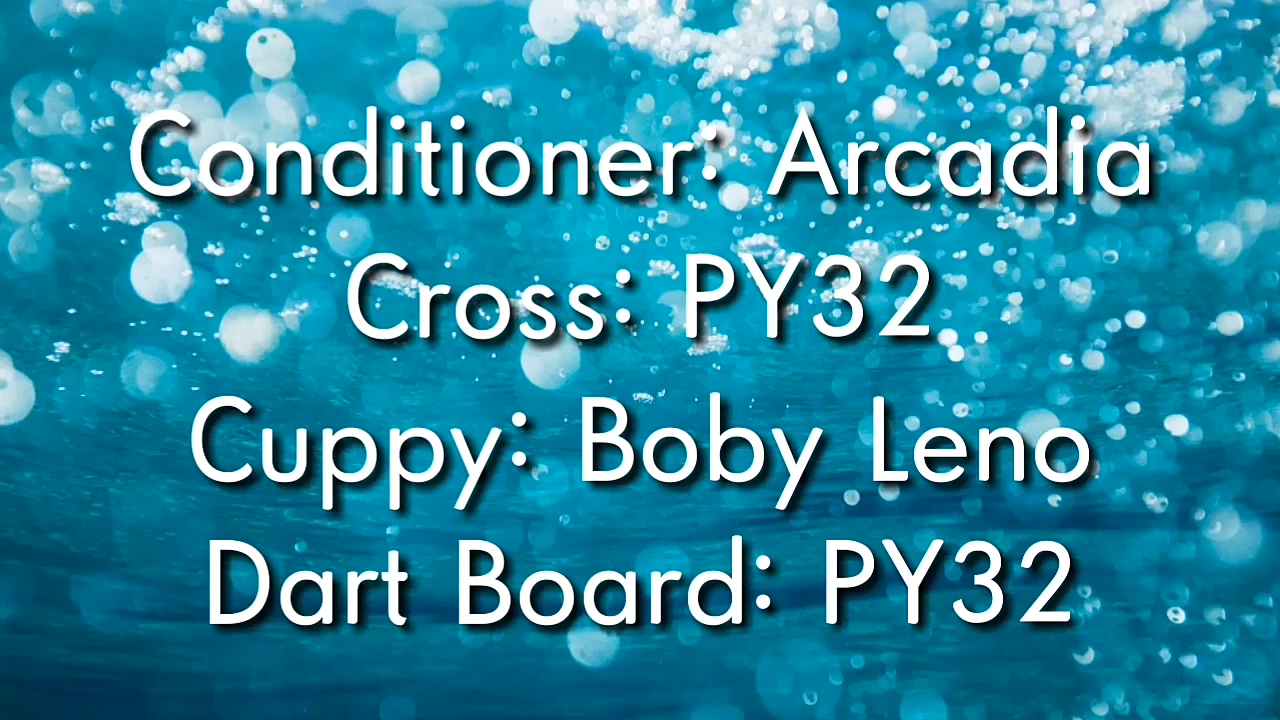 Conditioner: Arcadia
Cross: PY32
Cuppy: Boby Leno
Dart Board: PY32